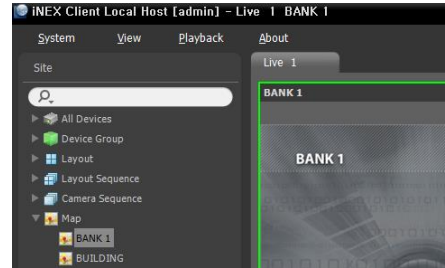 iNEX Client Local Host [admin] – Live 1 BANK 1
System View Playback About
Site
Live 1
All Devices
Device Group
Layout
Layout Sequence
Camera Sequence
Map
BANK 1
BUILDING
BANK 1
BANK 1